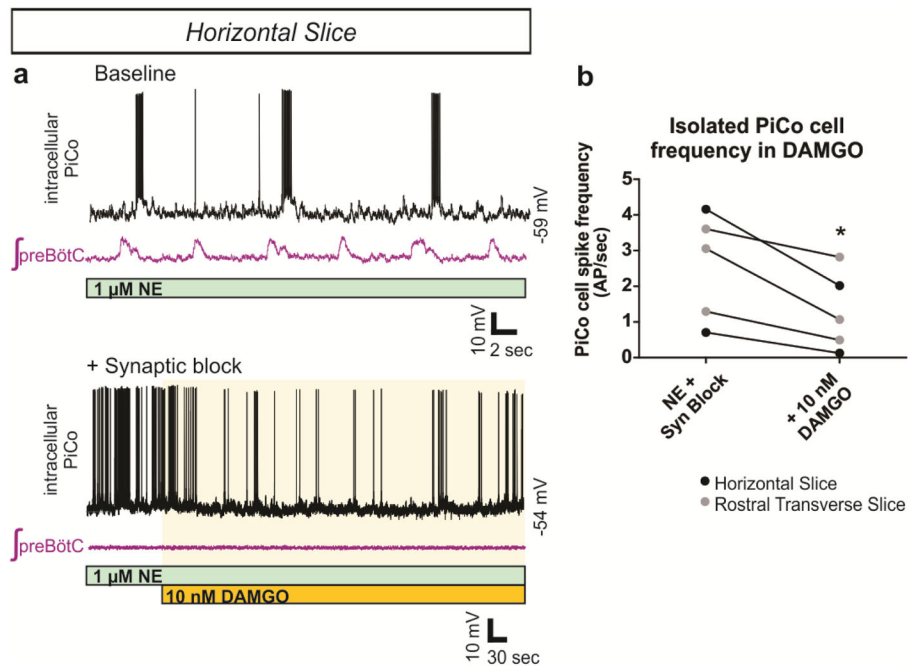 Horizontal Slice
a
Baseline
intracellular
PiCo
-59 mV
∫preBötC
1 µM NE
10 mV
2 sec
+ Synaptic block
intracellular
PiCo
-54 mV
∫preBötC
1 µM NE
10 nM DAMGO
10 mV
30 sec
b
Isolated PiCo cell
frequency in DAMGO
PiCo cell spike frequency
(AP/sec)
5
4
3
2
1
0
*
NE +
Syn Block
+ 10 nM
DAMGO
Horizontal Slice
Rostral Transverse Slice